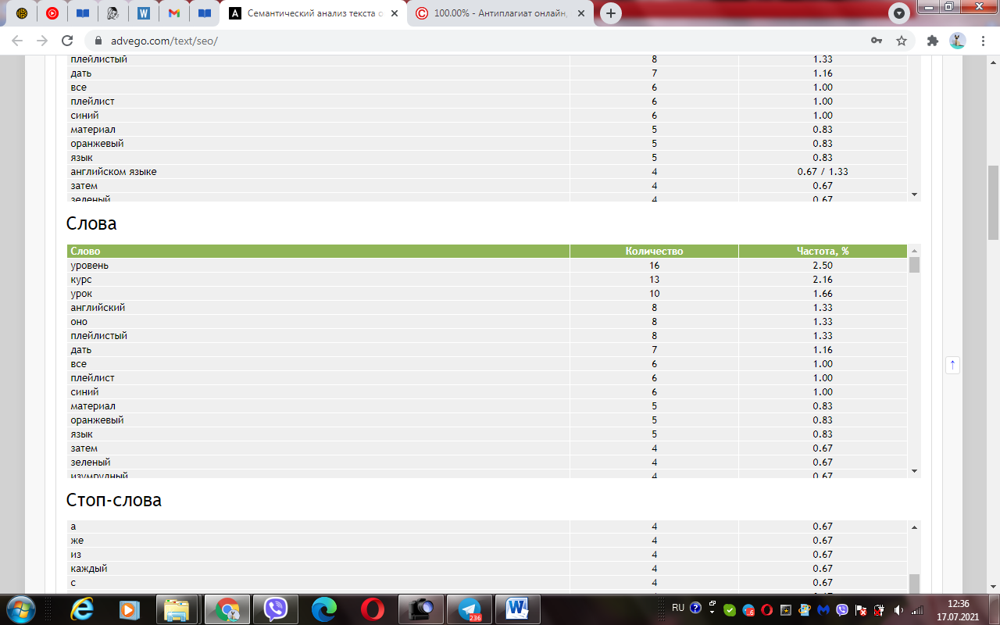 Семантический анализ текста о
100.00% - Антиплагиат онлайн,
advego.com/text/seo/
плейлистый 8 1.33
дать 7 1.16
все 6 1.00
плейлист 6 1.00
синий 6 1.00
материал 5 0.83
оранжевый 5 0.83
язык 5 0.83
английском языке 4 0.67 / 1.33
затем 4 0.67
зеленый 4 0.67
Слова
Слово Количество Частота, %
уровень 16 2.50
курс 13 2.16
урок 10 1.66
английский 8 1.33
оно 8 1.33
плейлистый 8 1.33
дать 7 1.16
все 6 1.00
плейлист 6 1.00
синий 6 1.00
материал 5 0.83
оранжевый 5 0.83
язык 5 0.83
затем 4 0.67
зеленый 4 0.67
изумрудный 4 0.67
Стоп-слова
а 4 0.67
же 4 0.67
из 4 0.67
каждый 4 0.67
с 4 0.67
236
RU
12:36
17.07.2021